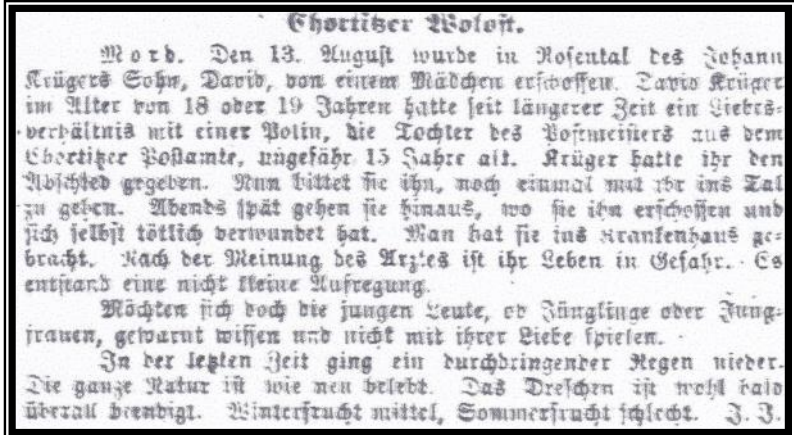 Chortitzer Wolost.
Mord. Den 13. August wurde in Rosental des Johann
Krügers Sohn, David, von einem Mädchen erschossen. David Krüger
im Alter von 18 oder 19 Jahren hatte seit längerer Zeit ein Liebes-
verhältnis mit einer Polin, die Tochter des Postmeisters aus dem
Chortitzer Postamte, ungefähr 15 Jahre alt. Krüger hatte ihr den
Abschied gegeben. Nun bittet sie ihn, noch einmal mit ihr ins Tal
zu gehen. Abends spät gehen sie hinaus, wo sie ihn erschossen und
sich selbst tötlich verwundet hat. Man hat sie ins Krankenhaus ge-
bracht. Nach der Meinung des Arztes ist ihr Leben in Gefahr. Es
entstand eine nicht kleine Aufregung.
Möchten sich doch die jungen Leute, ob Jünglinge oder Jung-
frauen, gewarnt wissen und nicht mit ihrer Liebe spielen.
In der letzten Zeit ging ein durchdringender Regen nieder.
Die ganze Natur ist wie neu belebt. Das Dreschen ist wohl bald
überall beendigt. Winterfrucht mittel, Sommerfrucht schlecht. J. J.